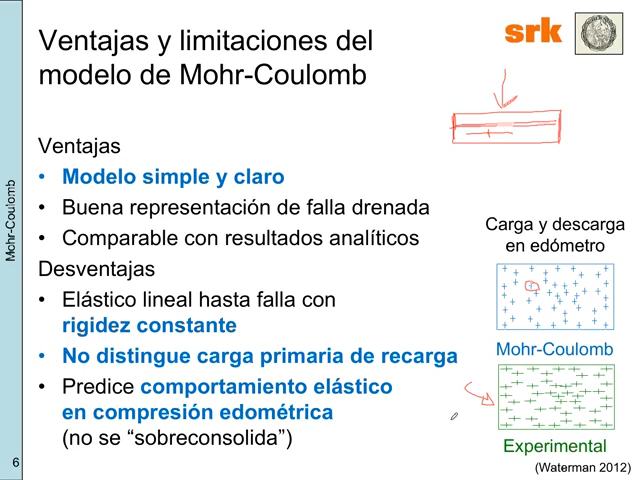 Ventajas y limitaciones del
modelo de Mohr-Coulomb
srk
Ventajas
• Modelo simple y claro
• Buena representación de falla drenada
• Comparable con resultados analíticos
Desventajas
• Elástico lineal hasta falla con
rigidez constante
• No distingue carga primaria de recarga
• Predice comportamiento elástico
en compresión edométrica
(no se “sobreconsolida”)
Carga y descarga
en edómetro
Mohr-Coulomb
Experimental
(Waterman 2012)
Mohr-Coulomb
6